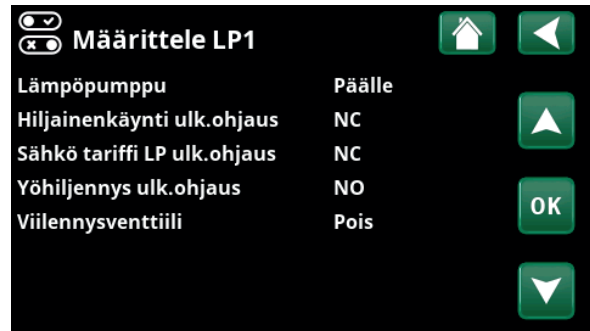 Määrittele LP1
Lämpöpumppu Päälle
Hiljainenkäynti ulk.ohjaus NC
Sähkö tariffi LP ulk.ohjaus NC
Yöhiljennys ulk.ohjaus NO
Viilennysventtiili Pois
OK